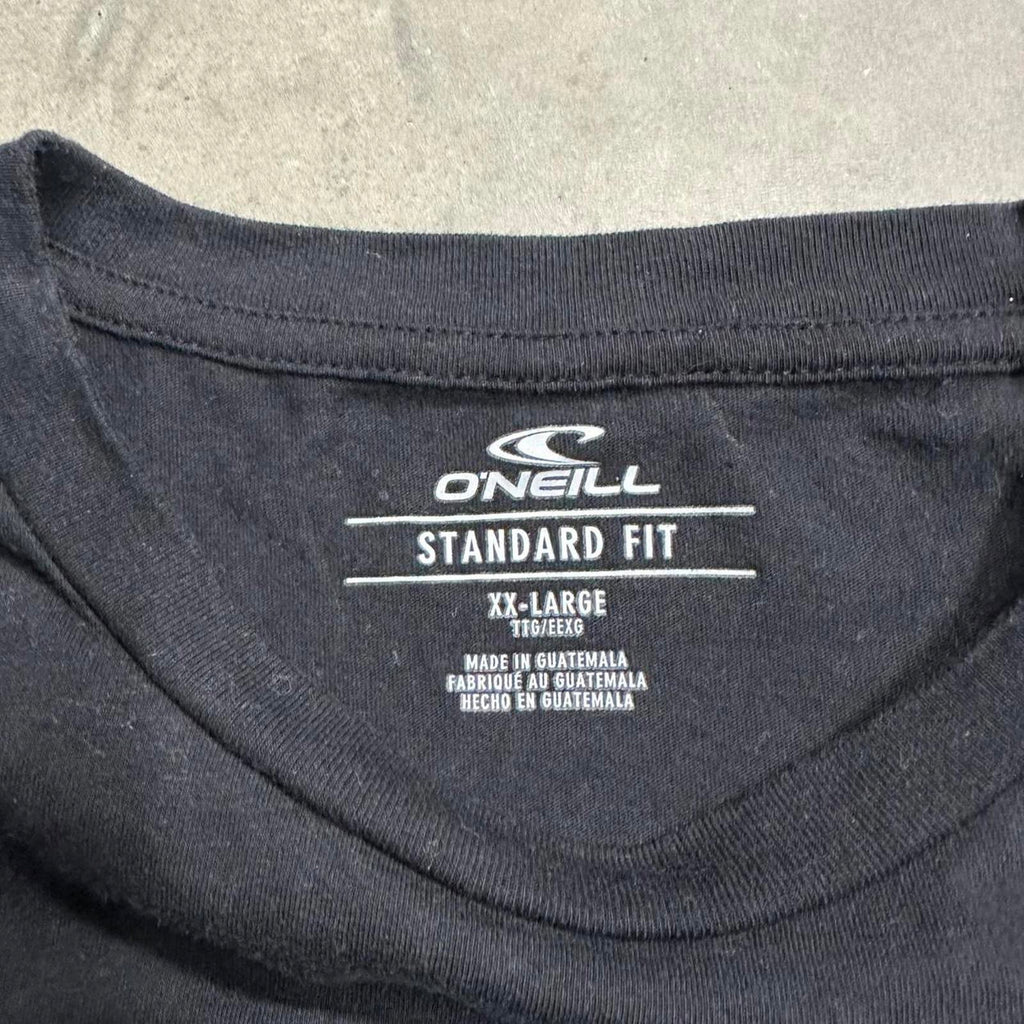 O'NEILL
STANDARD FIT
XX-LARGE
TTG/EEXG
MADE IN GUATEMALA
FABRIQUÉ AU GUATEMALA
HECHO EN GUATEMALA